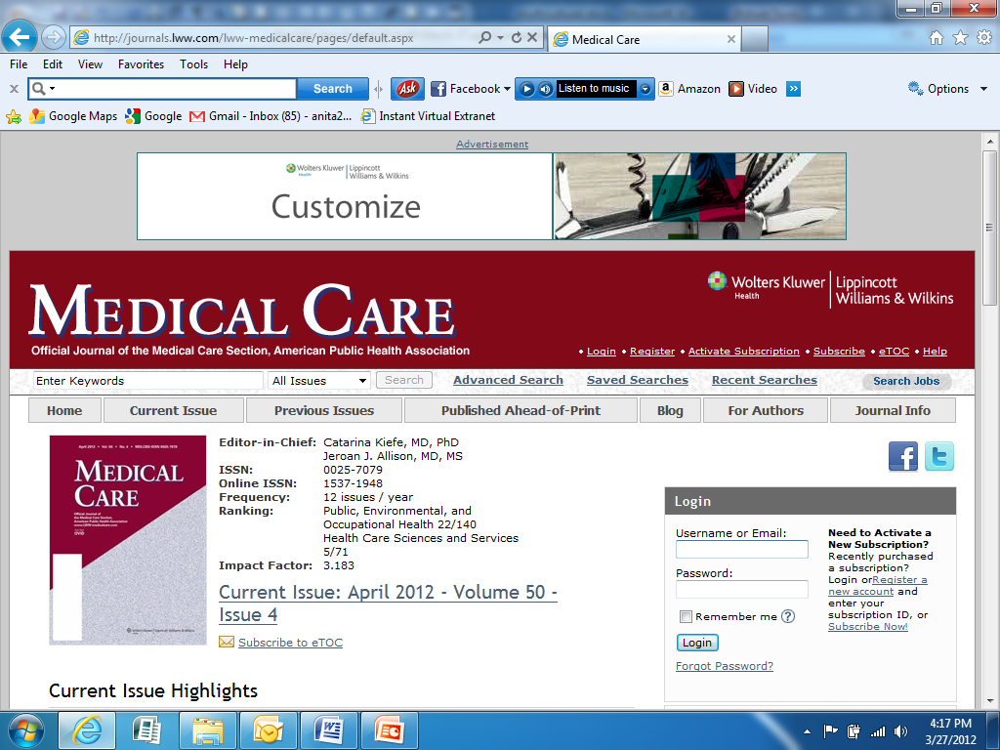 http://journals.lww.com/lww-medicalcare/pages/default.aspx
Medical Care
File Edit View Favorites Tools Help
Search
Ask
Facebook
Listen to music
a Amazon
Video
»
Options
Google Maps
Google
Gmail - Inbox (85) - anita2...
Instant Virtual Extranet
Advertisement
Wolters Kluwer Health
Lippincott Williams & Wilkins
Customize
MEDICAL CARE
Official Journal of the Medical Care Section, American Public Health Association
Wolters Kluwer Health
Lippincott Williams & Wilkins
• Login • Register • Activate Subscription • Subscribe • eTOC • Help
Enter Keywords
All Issues
Search
Advanced Search
Saved Searches
Recent Searches
Search Jobs
Home
Current Issue
Previous Issues
Published Ahead-of-Print
Blog
For Authors
Journal Info
MEDICAL CARE
Editor-in-Chief: Catarina Kiefe, MD, PhD
Jeroan J. Allison, MD, MS
ISSN: 0025-7079
Online ISSN: 1537-1948
Frequency: 12 issues / year
Ranking: Public, Environmental, and
Occupational Health 22/140
Health Care Sciences and Services
5/71
Impact Factor: 3.183
Current Issue: April 2012 - Volume 50 -
Issue 4
Subscribe to eTOC
Current Issue Highlights
Login
Username or Email:
Password:
Remember me ?
Login
Forgot Password?
Need to Activate a
New Subscription?
Recently purchased
a subscription?
Login orRegister a
new account and
enter your
subscription ID, or
Subscribe Now!
4:17 PM
3/27/2012